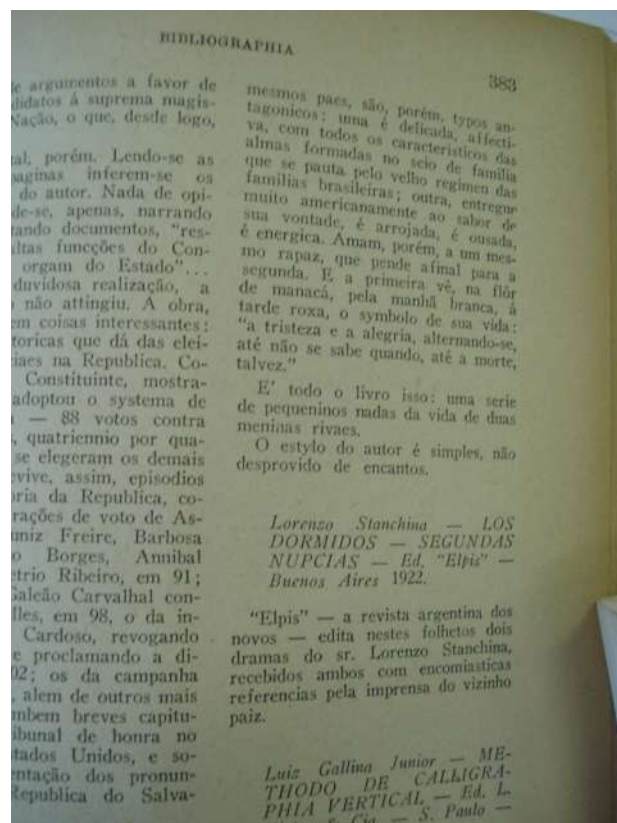 BIBLIOGRAPHIA
383
e argumentos a favor de
didatos á suprema magis-
Nação, o que, desde logo,
al, porém. Lendo-se as
aginas inferem-se os
do autor. Nada de opi-
de-se, apenas, narrando
ando documentos, "res-
ltas funcções do Con-
orgam do Estado"...
duvidosa realização, a
não attingiu. A obra,
em coisas interessantes:
toricas que dá das elei-
iaes na Republica. Co-
Constituinte, mostra-
adoptou o systema de
— 88 votos contra
, quatriennio por qua-
se elegeram os demais
evive, assim, episodios
ria da Republica, co-
rações de voto de As-
uniz Freire, Barbosa
o Borges, Annibal
etrio Ribeiro, em 91;
Galeão Carvalhal con-
lles, em 98, o da in-
Cardoso, revogando
e proclamando a di-
02; os da campanha
, alem de outros mais
mbem breves capitu-
ibunal de honra no
tados Unidos, e so-
entação dos pronun-
Republica do Salva-
mesmos paes, são, porém, typos an-
tagonicos: uma é delicada, affecti-
va, com todos os caracteristicos das
almas formadas no seio de familia
que se pauta pelo velho regimen das
familias brasileiras; outra, entregue
muito americanamente ao sabor de
sua vontade, é arrojada, é ousada,
é energica. Amam, porém, a um mes-
mo rapaz, que pende afinal para a
segunda. E a primeira vê, na flôr
de manacá, pela manhã branca, á
tarde roxa, o symbolo de sua vida:
"a tristeza e a alegria, alternando-se,
até não se sabe quando, até a morte,
talvez."
E' todo o livro isso: uma serie
de pequeninos nadas da vida de duas
meninas rivaes.
O estylo do autor é simples, não
desprovido de encantos.
Lorenzo Stanchina — LOS
DORMIDOS — SEGUNDAS
NUPCIAS — Ed. "Elpis" —
Buenos Aires 1922.
"Elpis" — a revista argentina dos
novos — edita nestes folhetos dois
dramas do sr. Lorenzo Stanchina,
recebidos ambos com encomiasticas
referencias pela imprensa do vizinho
paiz.
Luiz Gallina Junior — ME-
THODO DE CALLIGRA-
PHIA VERTICAL — Ed. L.
Cia — S. Paulo —